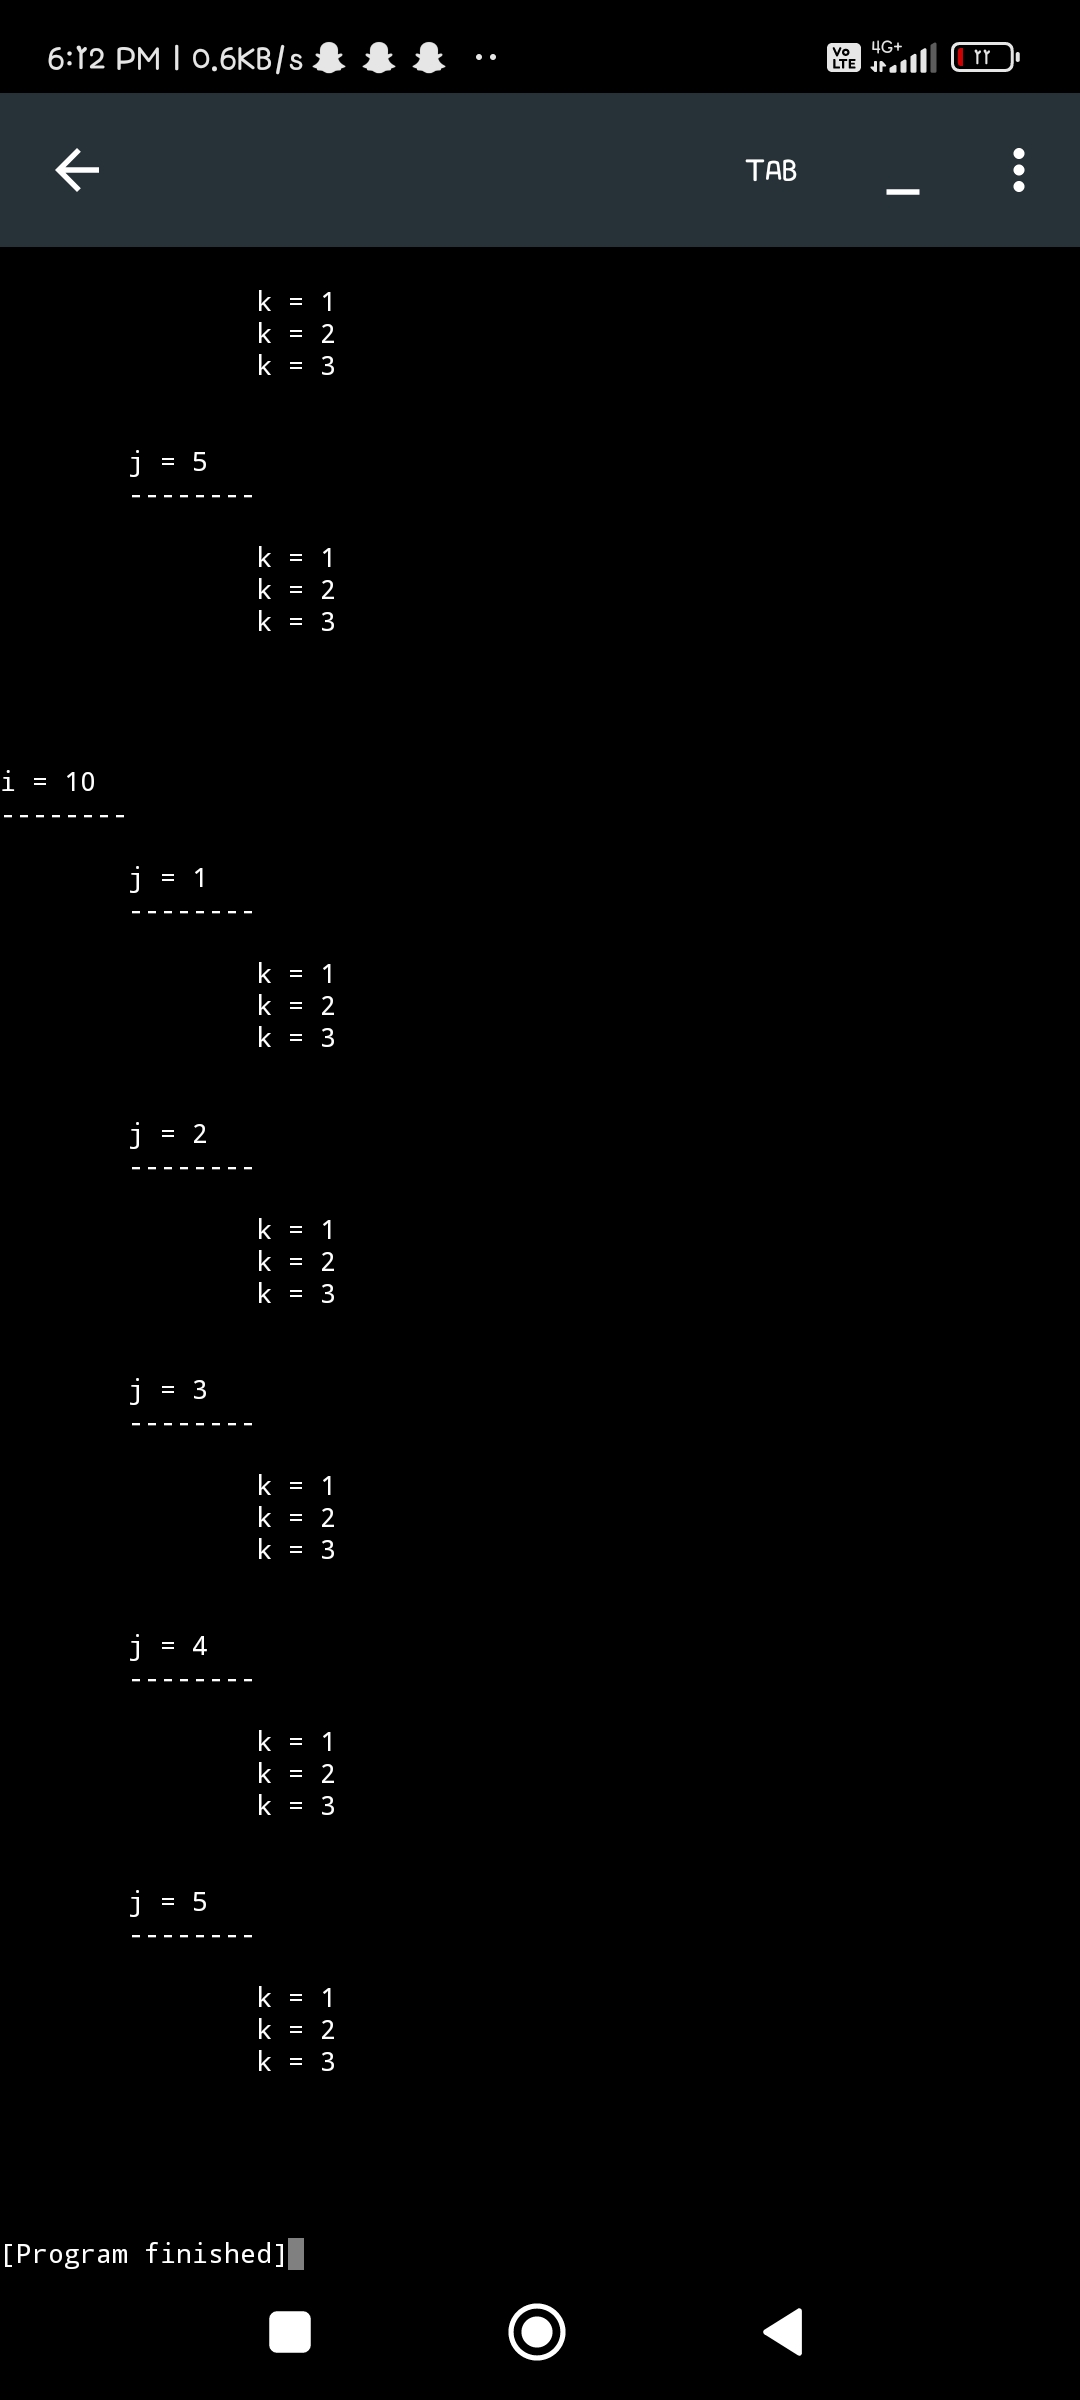 6:12 PM | 0.6KB/s
Vo LTE 4G+ 22
TAB _
k = 1
k = 2
k = 3
j = 5
--------
k = 1
k = 2
k = 3
i = 10
--------
j = 1
--------
k = 1
k = 2
k = 3
j = 2
--------
k = 1
k = 2
k = 3
j = 3
--------
k = 1
k = 2
k = 3
j = 4
--------
k = 1
k = 2
k = 3
j = 5
--------
k = 1
k = 2
k = 3
[Program finished]